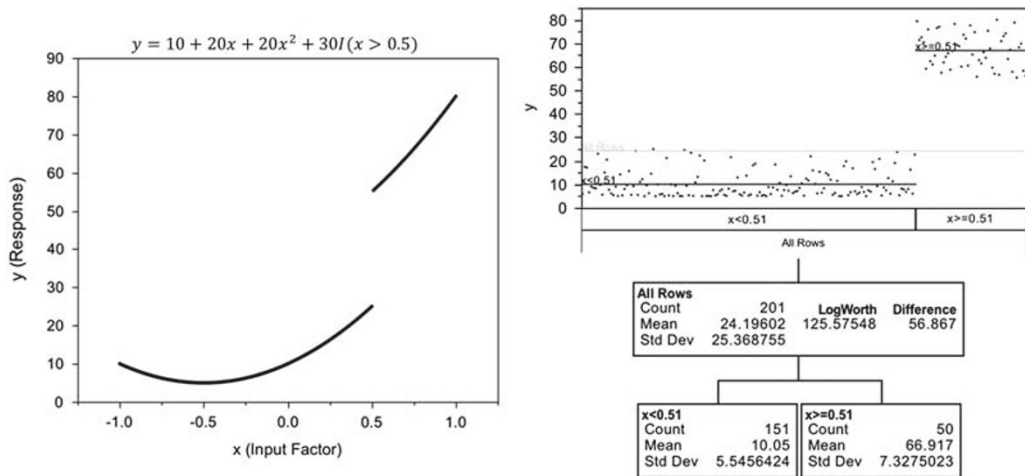 y = 10 + 20x + 20x² + 30I(x > 0.5)
90
80
70
60
50
40
30
20
10
0
y (Response)
-1.0
-0.5
0.0
0.5
1.0
x (Input Factor)
80
70
60
50
40
30
20
10
0
y
x>=0.51
All Rows
x<0.51
x<0.51
x>=0.51
All Rows
All Rows
Count 201 LogWorth Difference
Mean 24.19602 125.57548 56.867
Std Dev 25.368755
x<0.51
Count 151
Mean 10.05
Std Dev 5.5456424
x>=0.51
Count 50
Mean 66.917
Std Dev 7.3275023